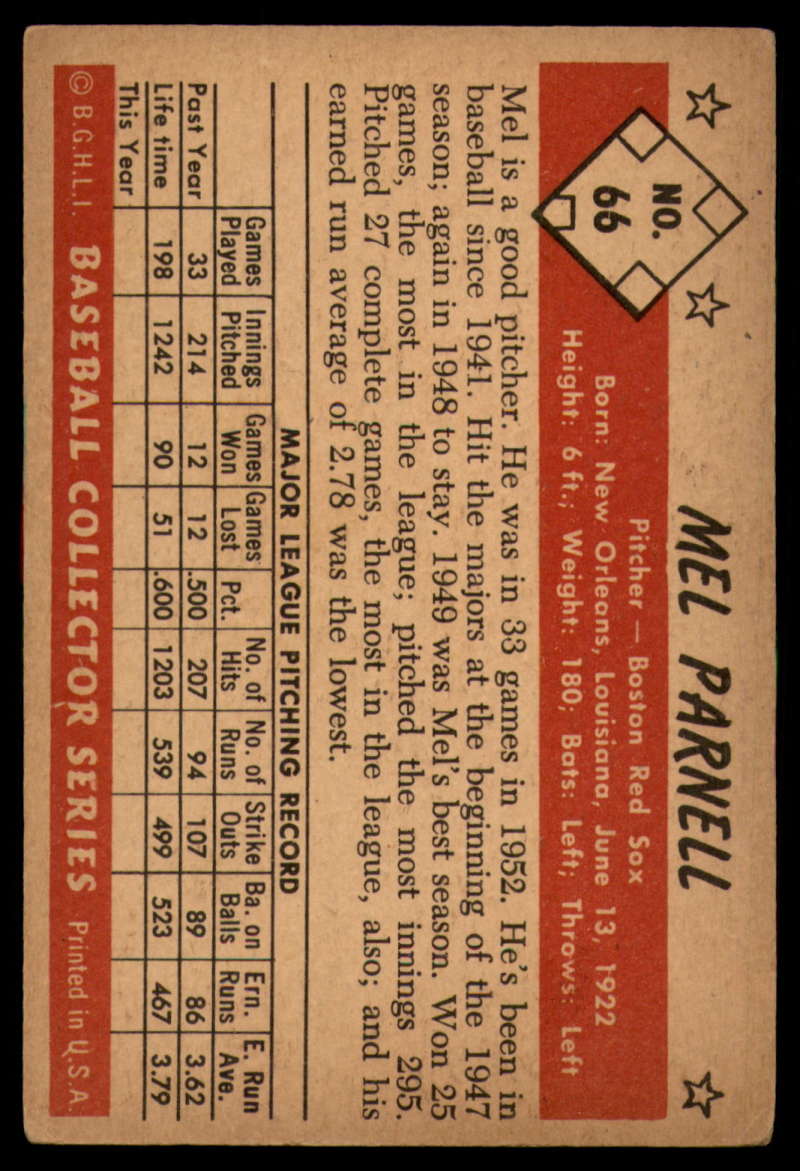 MEL PARNELL
NO.
66
Pitcher — Boston Red Sox
Born: New Orleans, Louisiana, June 13, 1922
Height: 6 ft.; Weight: 180; Bats: Left; Throws: Left
Mel is a good pitcher. He was in 33 games in 1952. He's been in
baseball since 1941. Hit the majors at the beginning of the 1947
season; again in 1948 to stay. 1949 was Mel's best season. Won 25
games, the most in the league; pitched the most innings 295.
Pitched 27 complete games, the most in the league, also; and his
earned run average of 2.78 was the lowest.
MAJOR LEAGUE PITCHING RECORD
Games Innings Games Games No. of No. of Strike Ba. on Ern. E. Run
Played Pitched Won Lost Pct. Hits Runs Outs Balls Runs Ave.
Past Year 33 214 12 12 .500 207 94 107 89 86 3.62
Life time 198 1242 90 51 .600 1203 539 499 523 467 3.79
This Year
© B.G.H.L.I. BASEBALL COLLECTOR SERIES Printed in U.S.A.